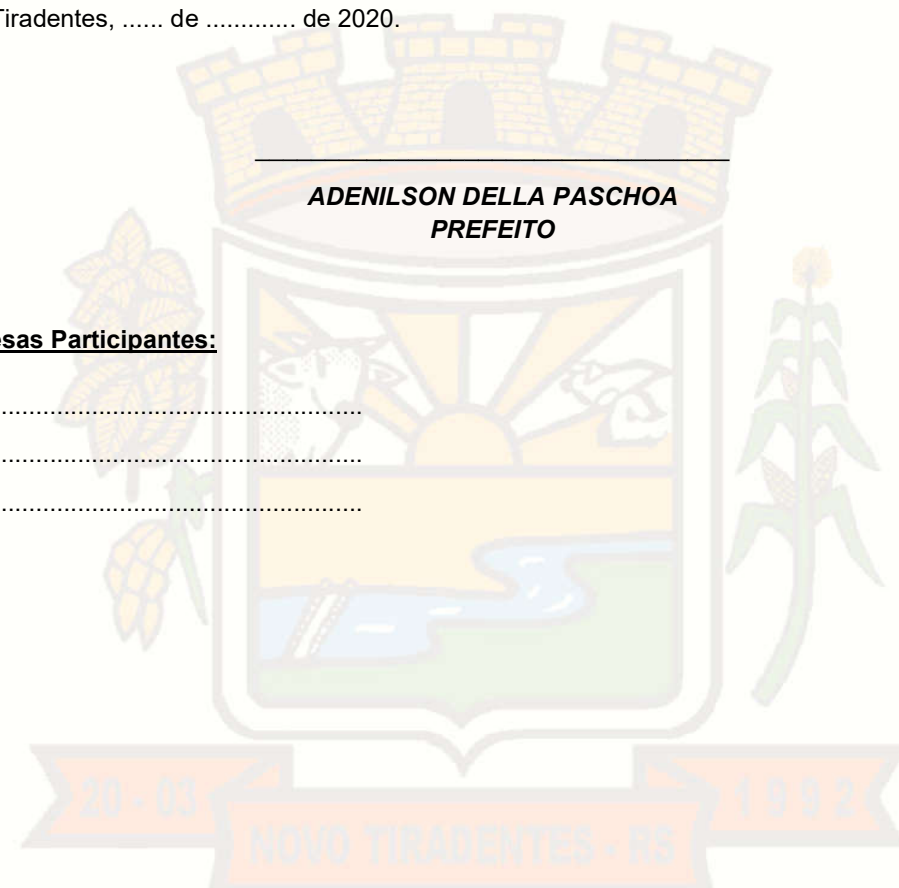 Tiradentes, ...... de ............. de 2020.
ADENILSON DELLA PASCHOA
PREFEITO
esas Participantes:
.....................................................
.....................................................
.....................................................
20 - 03
1992
NOVO TIRADENTES - RS